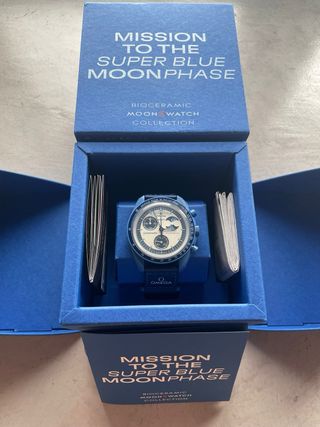 MISSION
TO THE
SUPER BLUE
MOONPHASE
BIOCERAMIC
MOONSWATCH
COLLECTION
Ω
OMEGA
MISSION
TO THE
SUPER BLUE
MOONPHASE
BIOCERAMIC
MOONSWATCH
COLLECTION